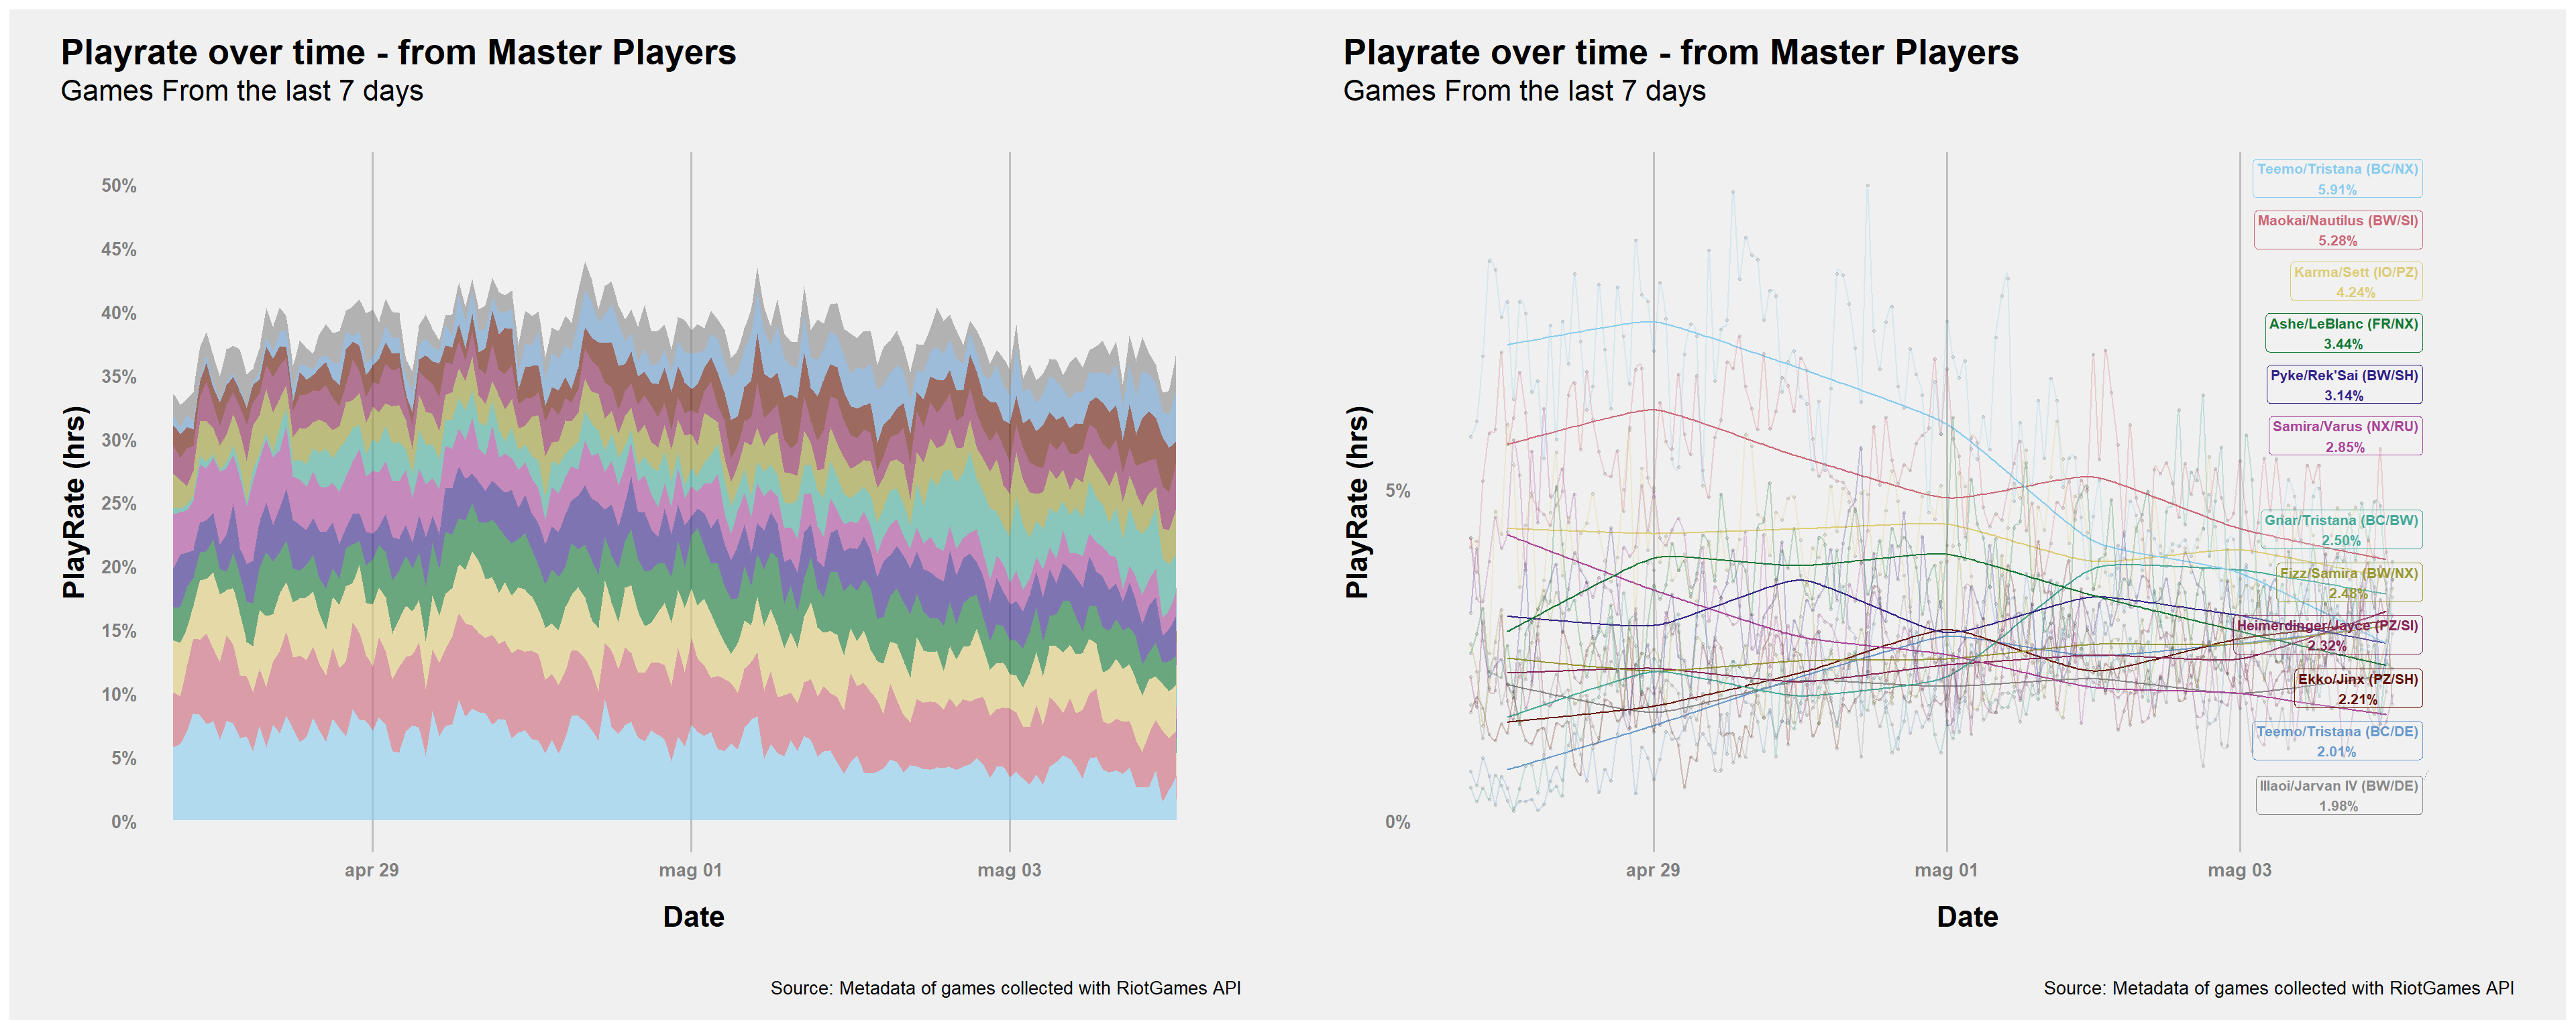 Playrate over time - from Master Players
Games From the last 7 days
50%
45%
40%
35%
30%
25%
20%
15%
10%
5%
0%
PlayRate (hrs)
apr 29
mag 01
mag 03
Date
Source: Metadata of games collected with RiotGames API
Playrate over time - from Master Players
Games From the last 7 days
5%
0%
PlayRate (hrs)
Teemo/Tristana (BC/NX)
5.91%
Maokai/Nautilus (BW/SI)
5.28%
Karma/Sett (IO/PZ)
4.24%
Ashe/LeBlanc (FR/NX)
3.44%
Pyke/Rek'Sai (BW/SH)
3.14%
Samira/Varus (NX/RU)
2.85%
Gnar/Tristana (BC/BW)
2.50%
Fizz/Samira (BW/NX)
2.48%
Heimerdinger/Jayce (PZ/SI)
2.32%
Ekko/Jinx (PZ/SH)
2.21%
Teemo/Tristana (BC/DE)
2.01%
Illaoi/Jarvan IV (BW/DE)
1.98%
apr 29
mag 01
mag 03
Date
Source: Metadata of games collected with RiotGames API